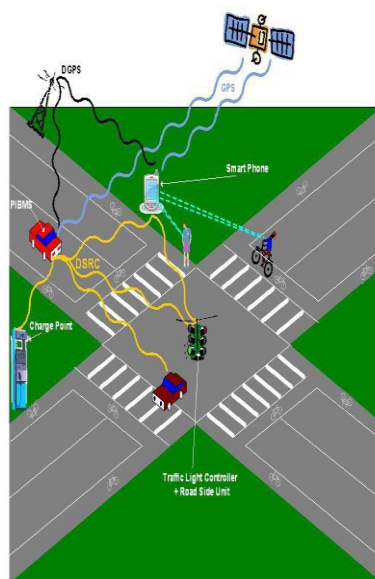 DGPS
GPS
Smart Phone
PIBMS
DSRC
Charge Point
Traffic Light Controller
+ Road Side Unit